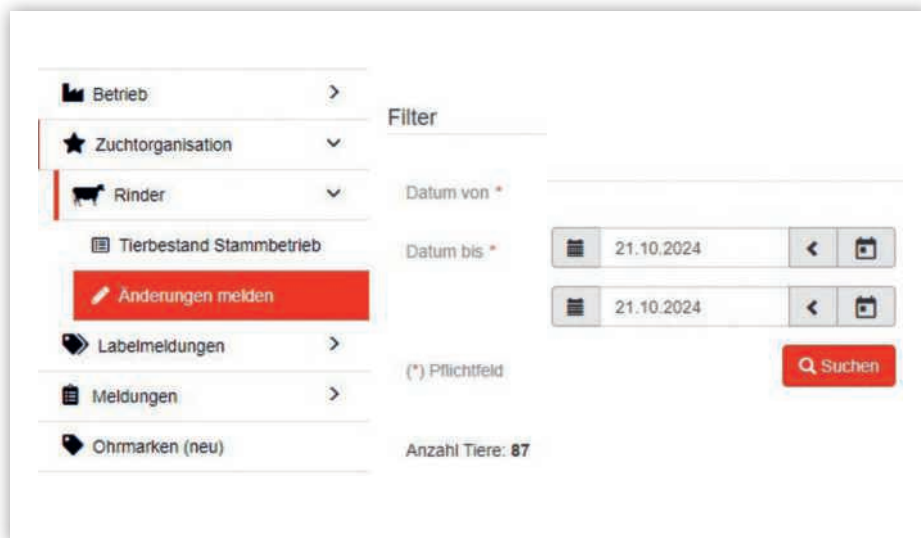 Betrieb
Zuchtorganisation
Rinder
Tierbestand Stammbetrieb
Änderungen melden
Labelmeldungen
Meldungen
Ohrmarken (neu)
Filter
Datum von *
Datum bis *
21.10.2024
21.10.2024
(*) Pflichtfeld
Suchen
Anzahl Tiere: 87